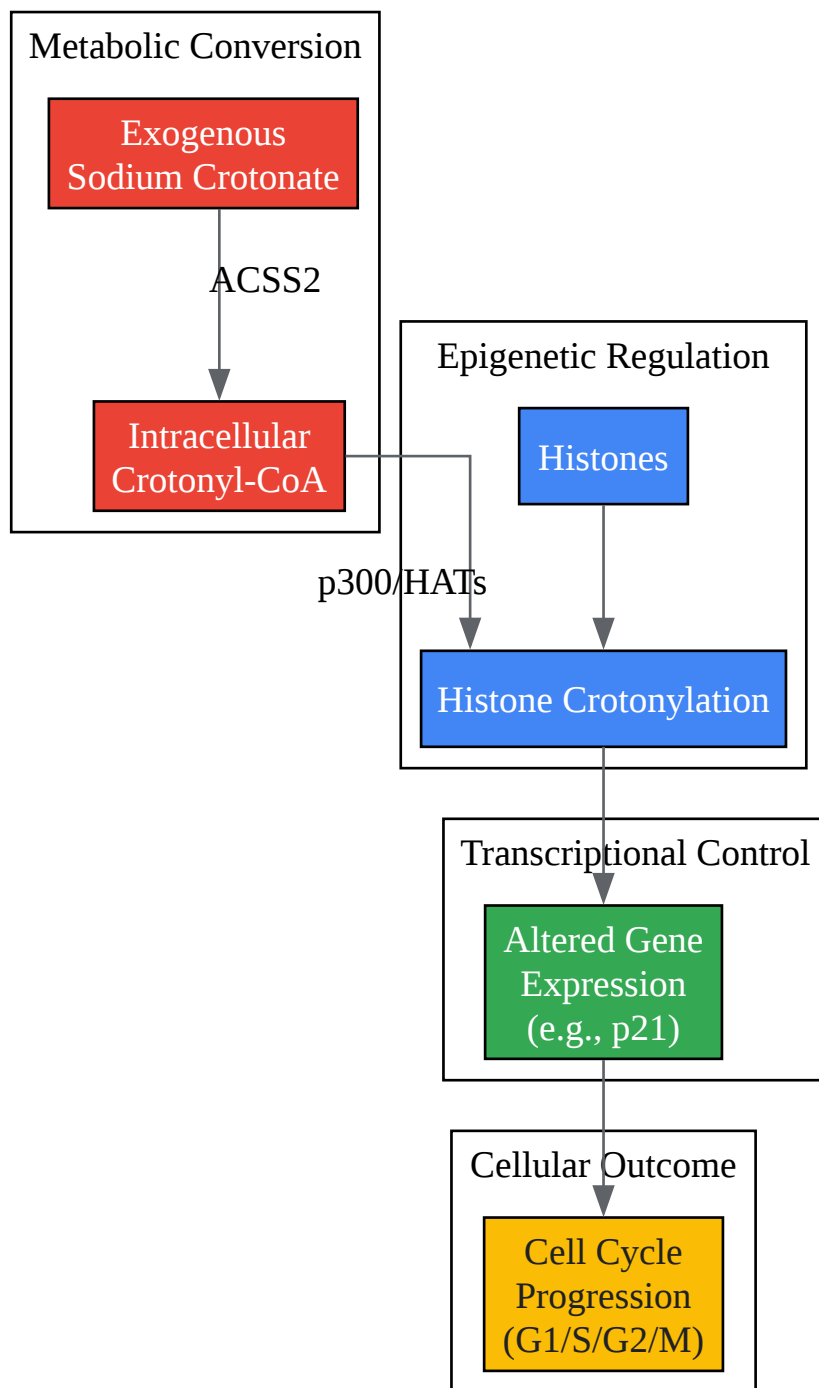 Metabolic Conversion
Exogenous
Sodium Crotonate
ACSS2
Intracellular
Crotonyl-CoA
Epigenetic Regulation
Histones
p300/HATs
Histone Crotonylation
Transcriptional Control
Altered Gene
Expression
(e.g., p21)
Cellular Outcome
Cell Cycle
Progression
(G1/S/G2/M)